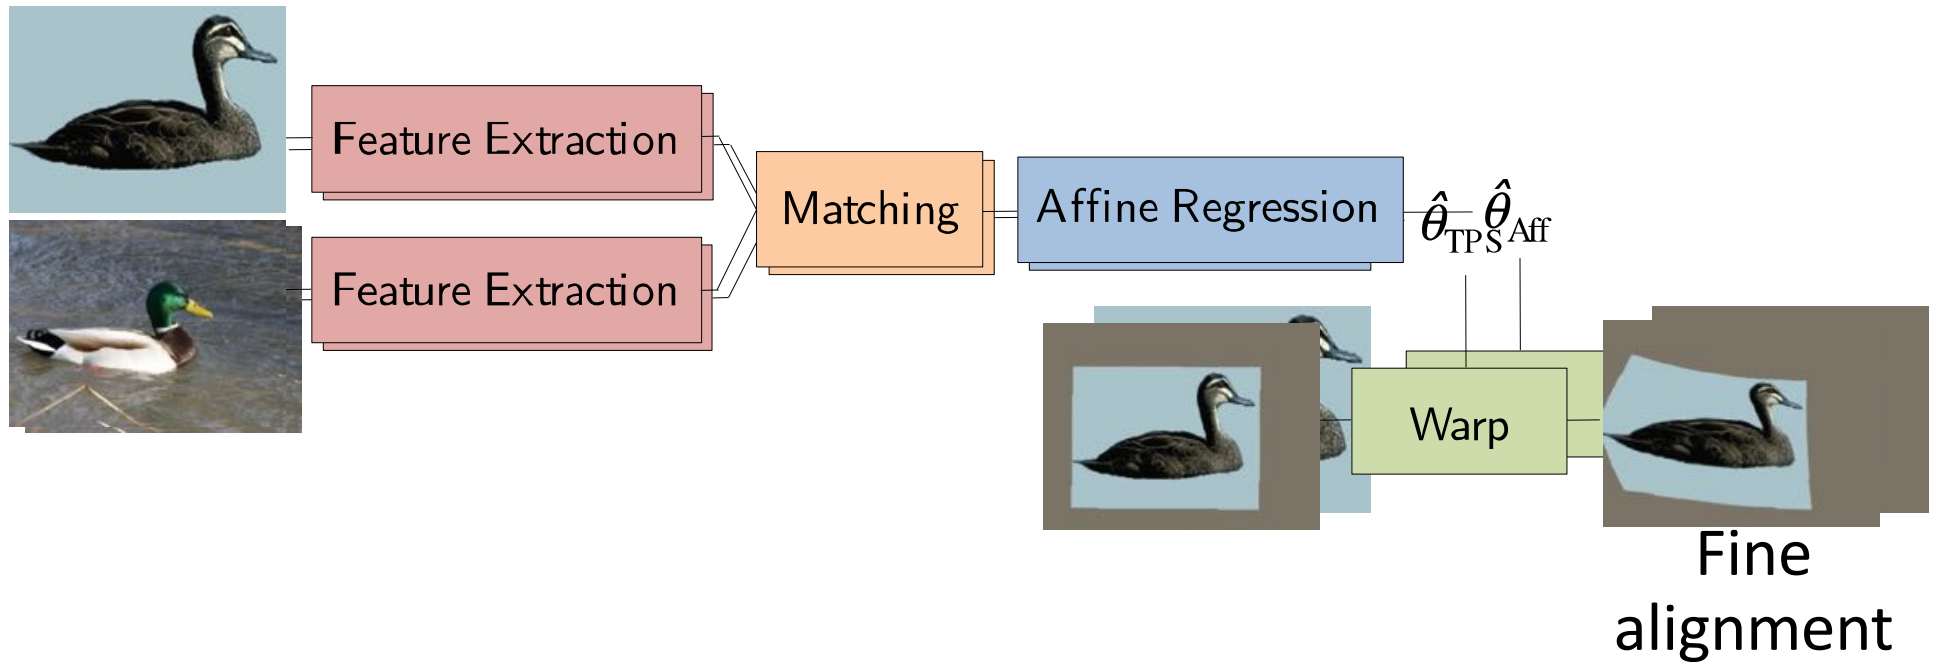 Feature Extraction
Feature Extraction
Matching
Affine Regression
θ̂TPS
θ̂Aff
Warp
Fine
alignment